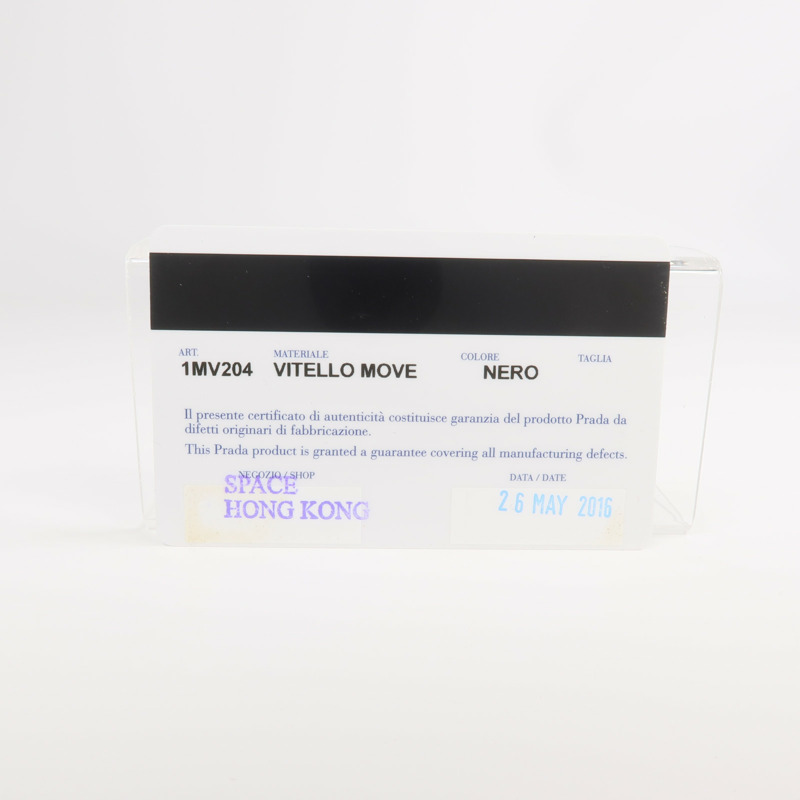 ART. MATERIALE COLORE TAGLIA
1MV204 VITELLO MOVE NERO
Il presente certificato di autenticità costituisce garanzia del prodotto Prada da
difetti originari di fabbricazione.
This Prada product is granted a guarantee covering all manufacturing defects.
NEGOZIO / SHOP DATA / DATE
SPACE
HONG KONG 26 MAY 2016